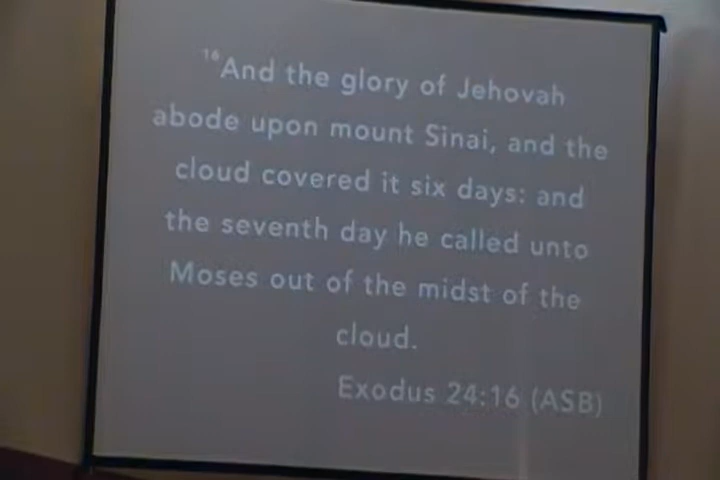 16And the glory of Jehovah
abode upon mount Sinai, and the
cloud covered it six days: and
the seventh day he called unto
Moses out of the midst of the
cloud.
Exodus 24:16 (ASB)